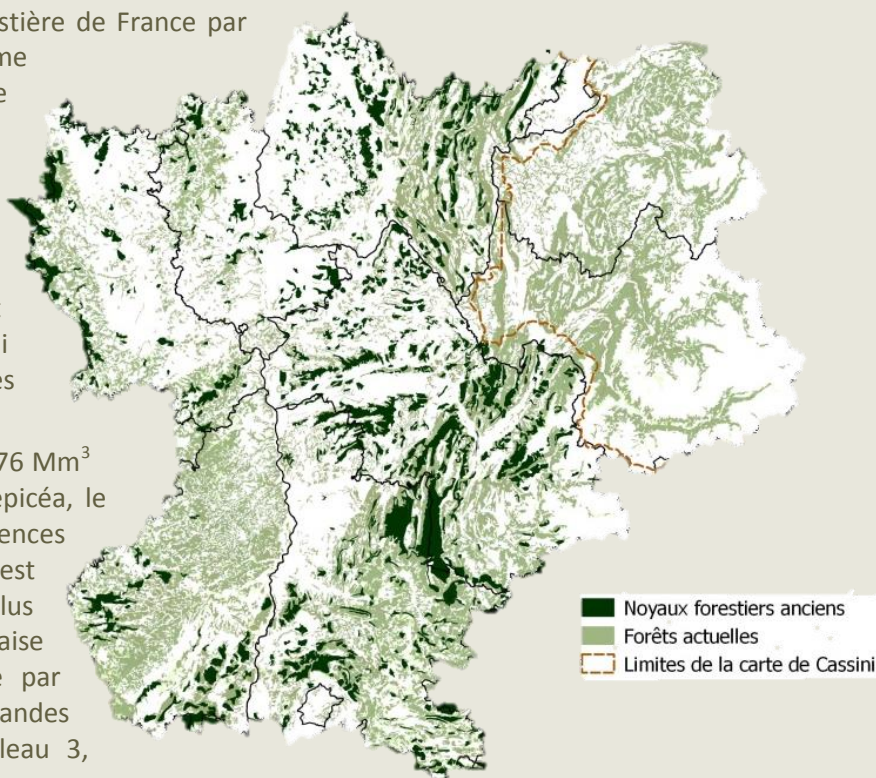 stière de France par
me
e
i
es
76 Mm³
epicéa, le
ences
est
lus
aise
e par
andes
leau 3,
Noyaux forestiers anciens
Forêts actuelles
Limites de la carte de Cassini